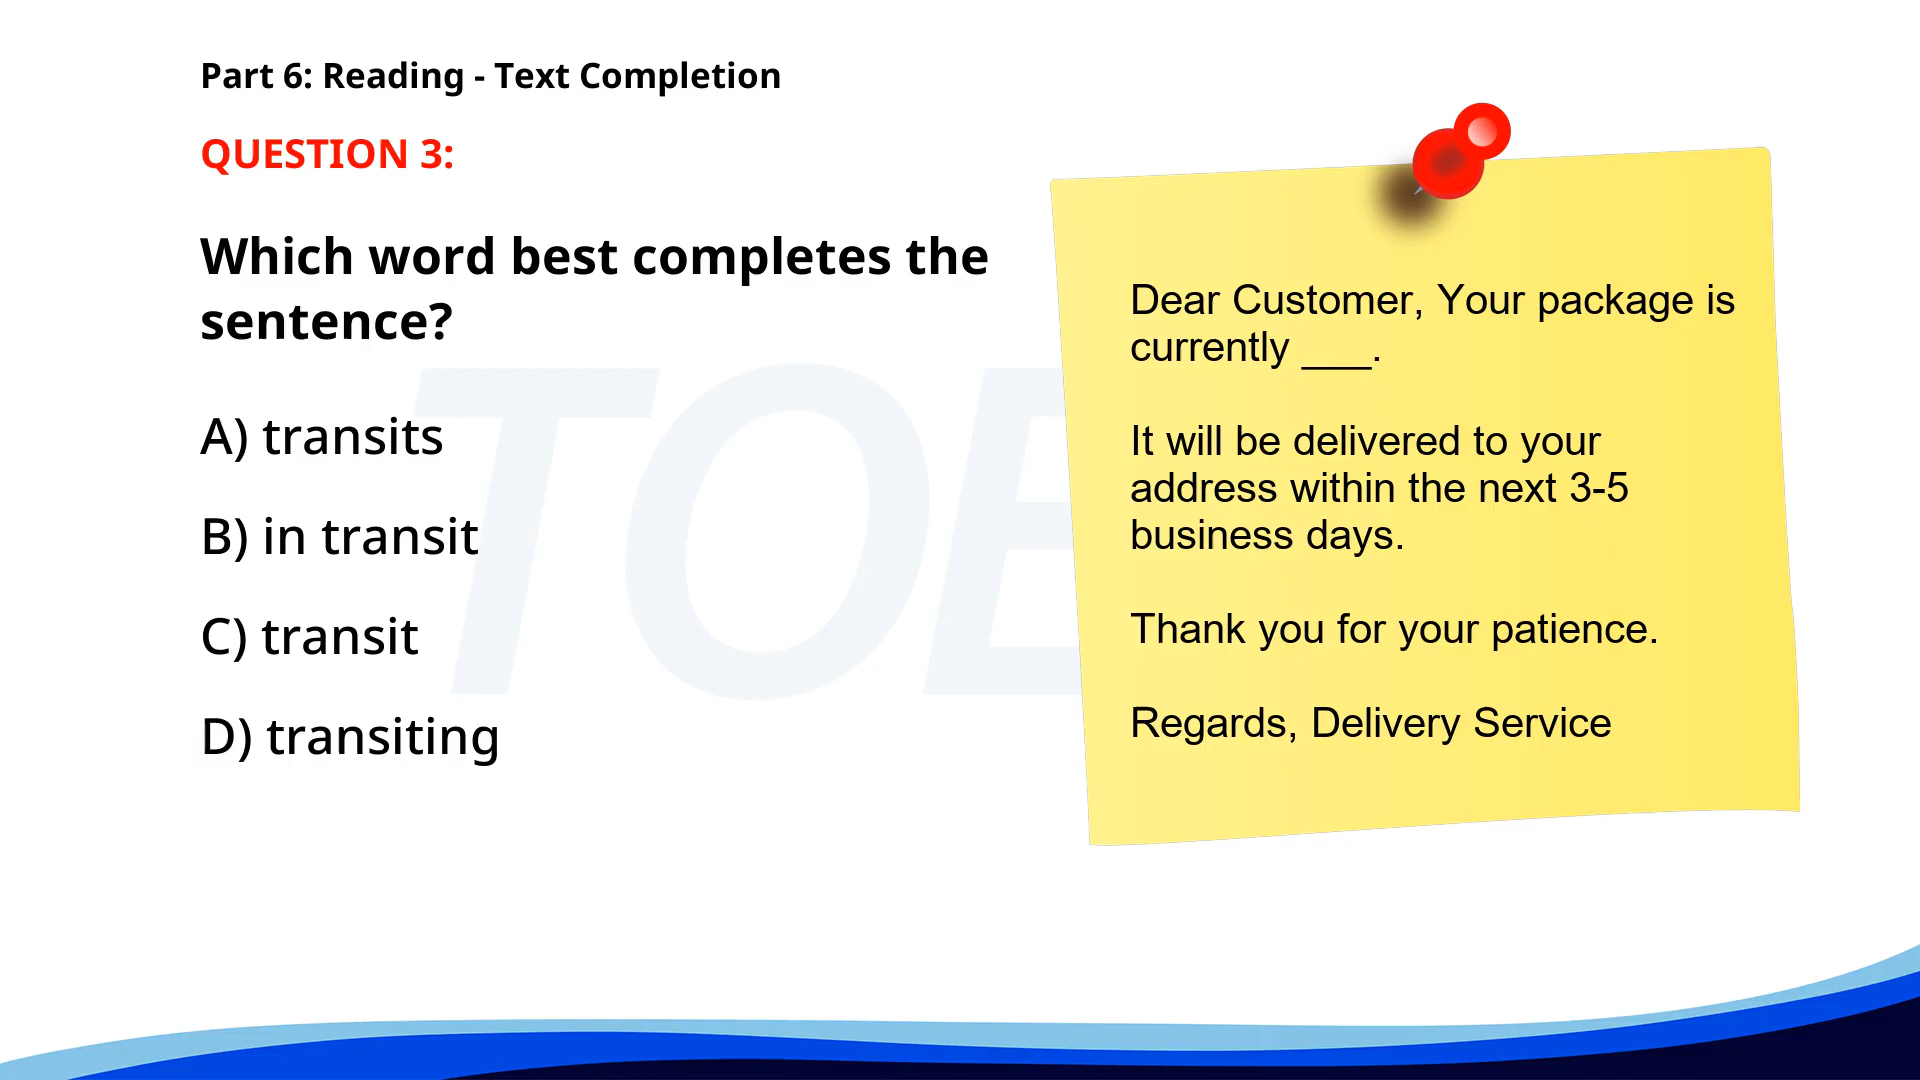 Part 6: Reading - Text Completion
QUESTION 3:
Which word best completes the
sentence?
A) transits
B) in transit
C) transit
D) transiting
Dear Customer, Your package is
currently ___.
It will be delivered to your
address within the next 3-5
business days.
Thank you for your patience.
Regards, Delivery Service
TOE